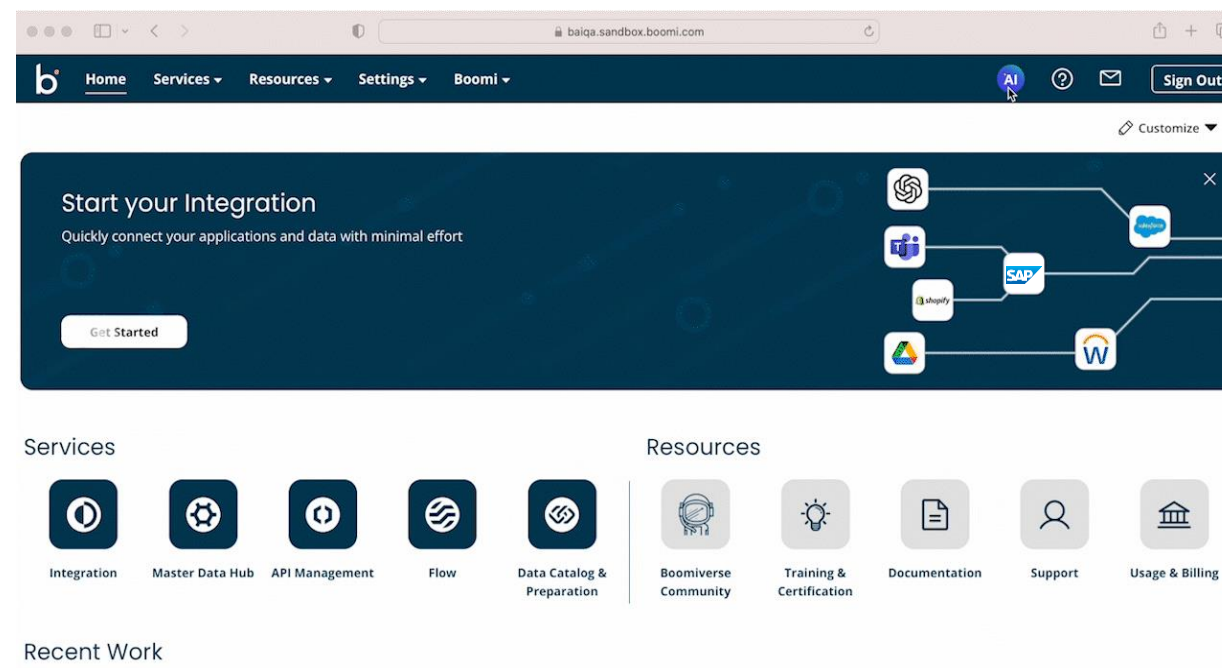 baiqa.sandbox.boomi.com
b Home Services Resources Settings Boomi AI Sign Out
Customize
Start your Integration
Quickly connect your applications and data with minimal effort
Get Started
salesforce
T
SAP
shopify
W
Services
Resources
Integration
Master Data Hub
API Management
Flow
Data Catalog &
Preparation
Boomiverse
Community
Training &
Certification
Documentation
Support
Usage & Billing
Recent Work